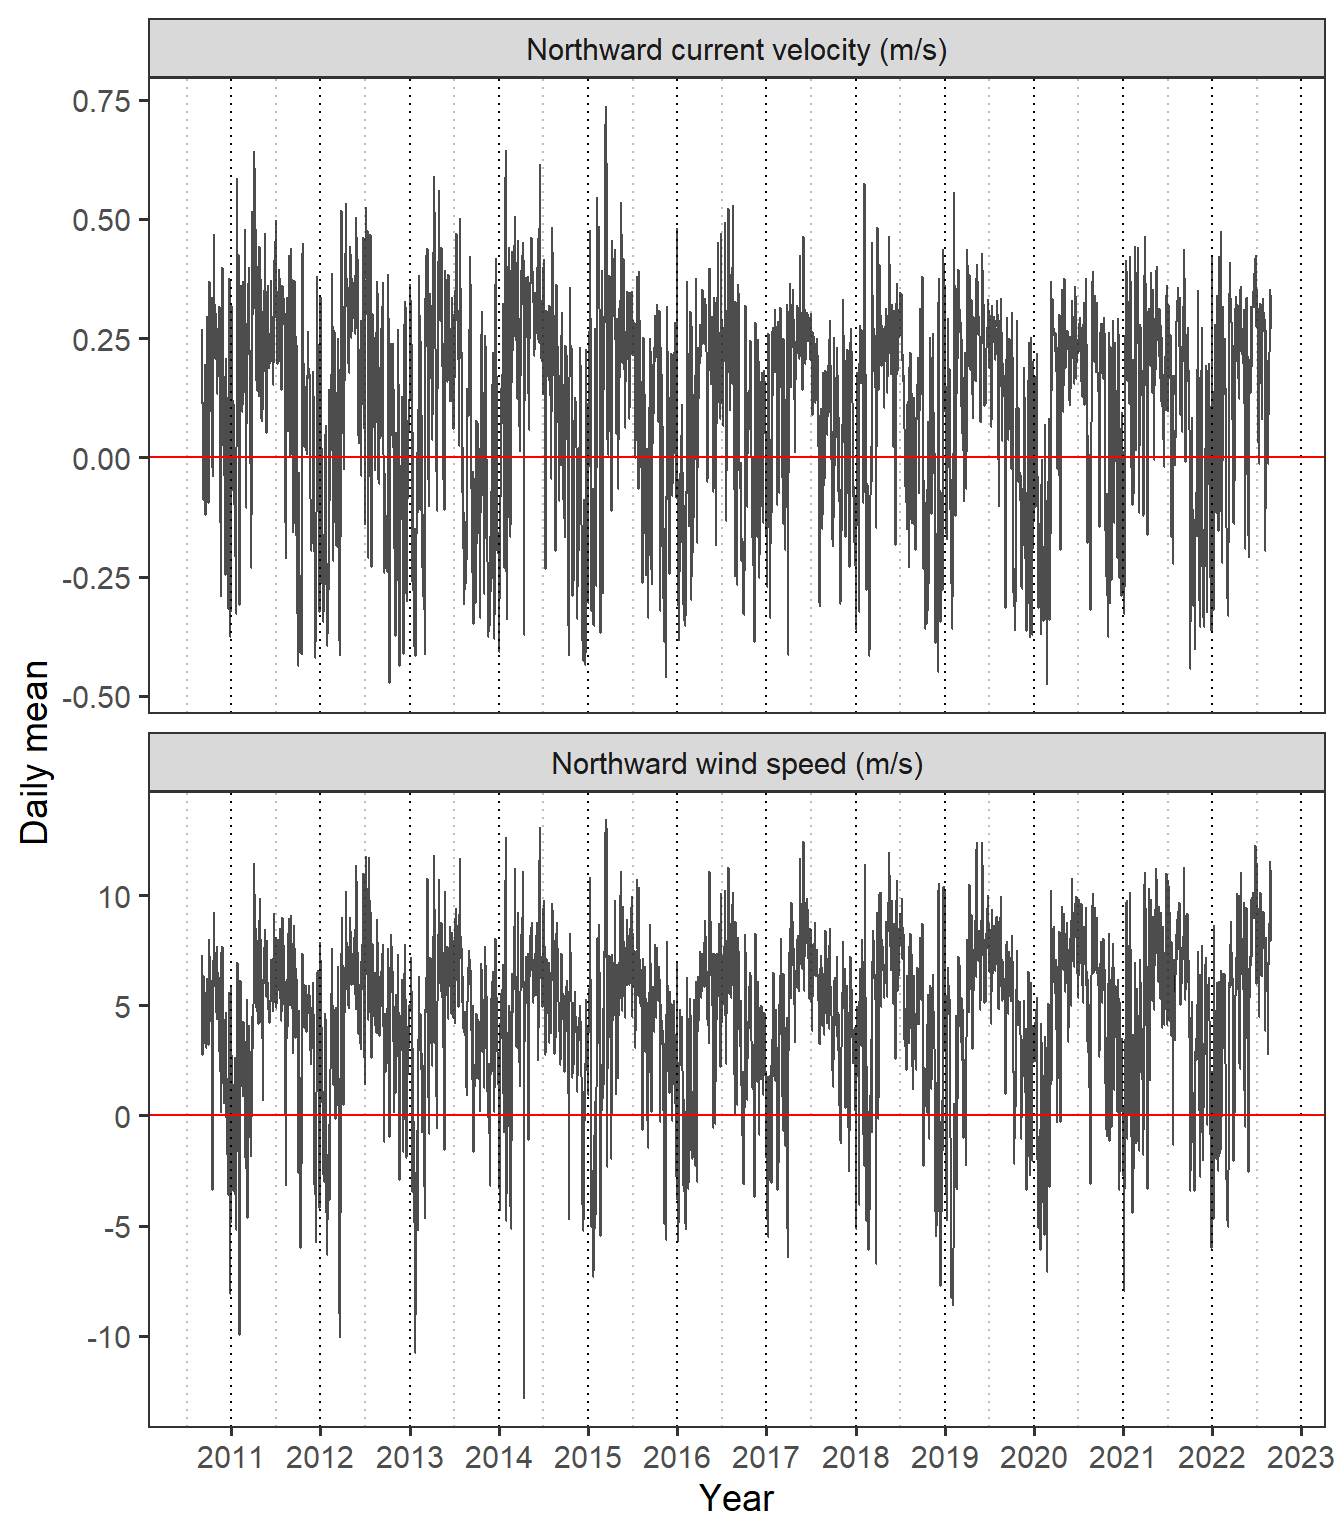 Northward current velocity (m/s)
0.75
0.50
0.25
0.00
-0.25
-0.50
Daily mean
Northward wind speed (m/s)
10
5
0
-5
-10
2011 2012 2013 2014 2015 2016 2017 2018 2019 2020 2021 2022 2023
Year